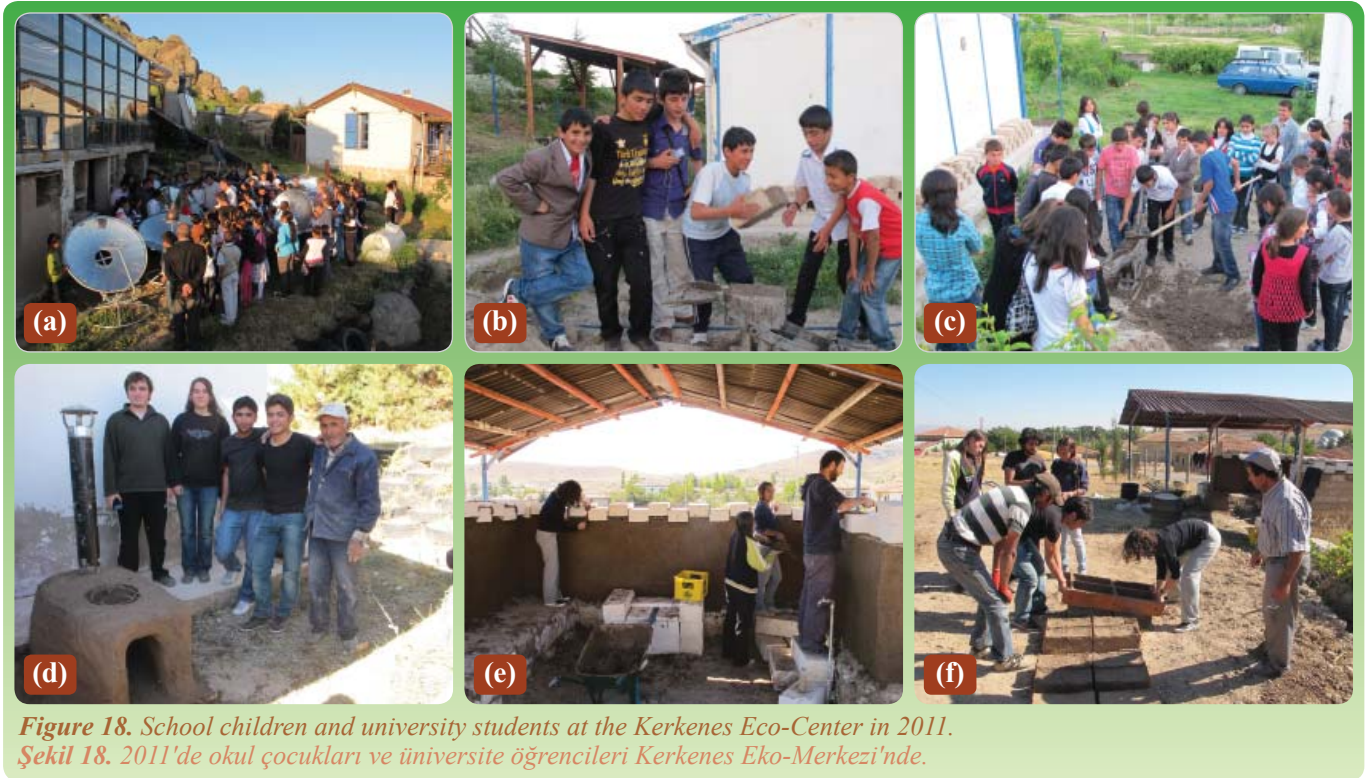 (a)
(b)
(c)
(d)
(e)
(f)
Figure 18. School children and university students at the Kerkenes Eco-Center in 2011.
Şekil 18. 2011'de okul çocukları ve üniversite öğrencileri Kerkenes Eko-Merkezi'nde.